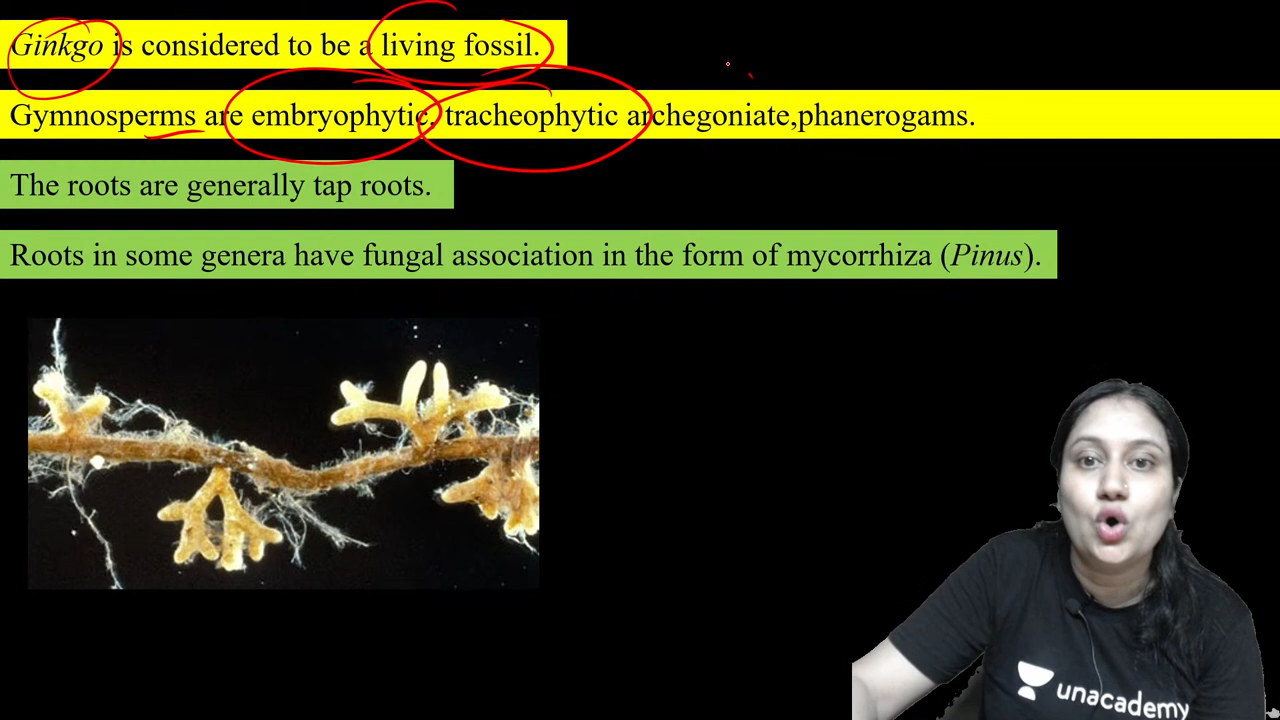 Ginkgo is considered to be a living fossil.
Gymnosperms are embryophytic, tracheophytic archegoniate,phanerogams.
The roots are generally tap roots.
Roots in some genera have fungal association in the form of mycorrhiza (Pinus).
unacademy